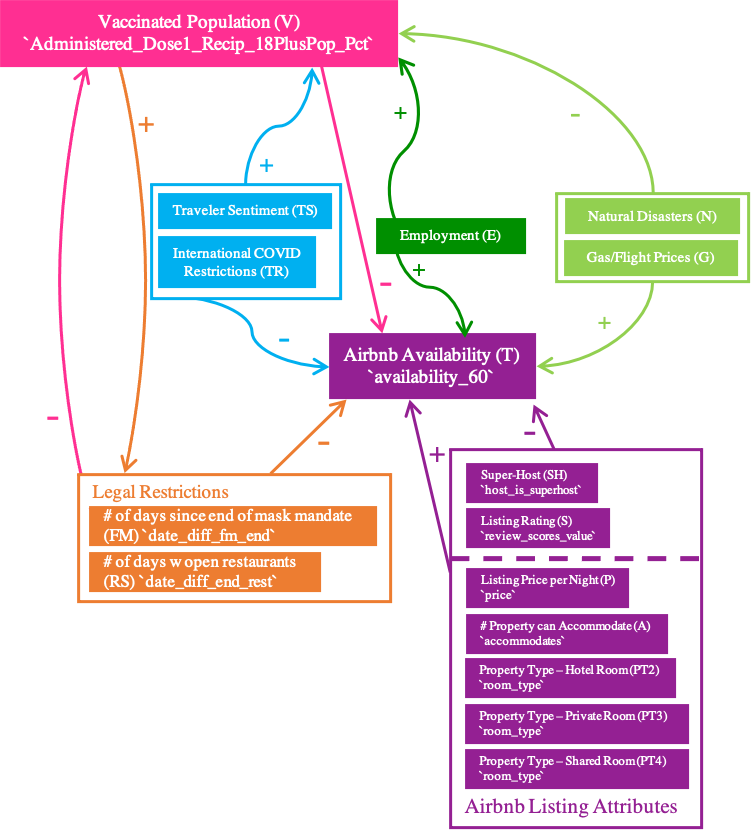 Vaccinated Population (V)
`Administered_Dose1_Recip_18PlusPop_Pct`
+
-
+
+
-
Traveler Sentiment (TS)
International COVID
Restrictions (TR)
Employment (E)
Natural Disasters (N)
Gas/Flight Prices (G)
+
-
-
+
Airbnb Availability (T)
`availability_60`
-
-
-
+
Legal Restrictions
# of days since end of mask mandate
(FM) `date_diff_fm_end`
# of days w open restaurants
(RS) `date_diff_end_rest`
Super-Host (SH)
`host_is_superhost`
Listing Rating (S)
`review_scores_value`
Listing Price per Night (P)
`price`
# Property can Accommodate (A)
`accommodates`
Property Type – Hotel Room (PT2)
`room_type`
Property Type – Private Room (PT3)
`room_type`
Property Type – Shared Room (PT4)
`room_type`
Airbnb Listing Attributes